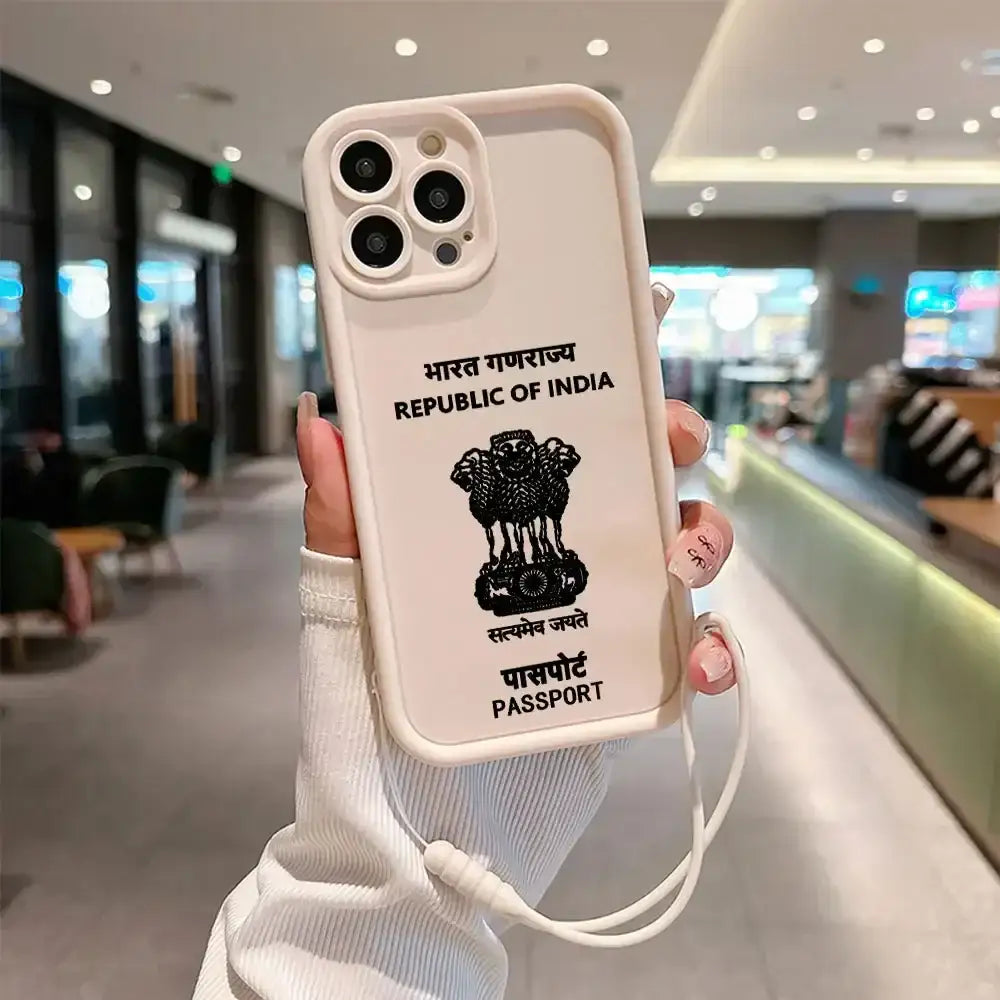 भारत गणराज्य
REPUBLIC OF INDIA
सत्यमेव जयते
पासपोर्ट
PASSPORT